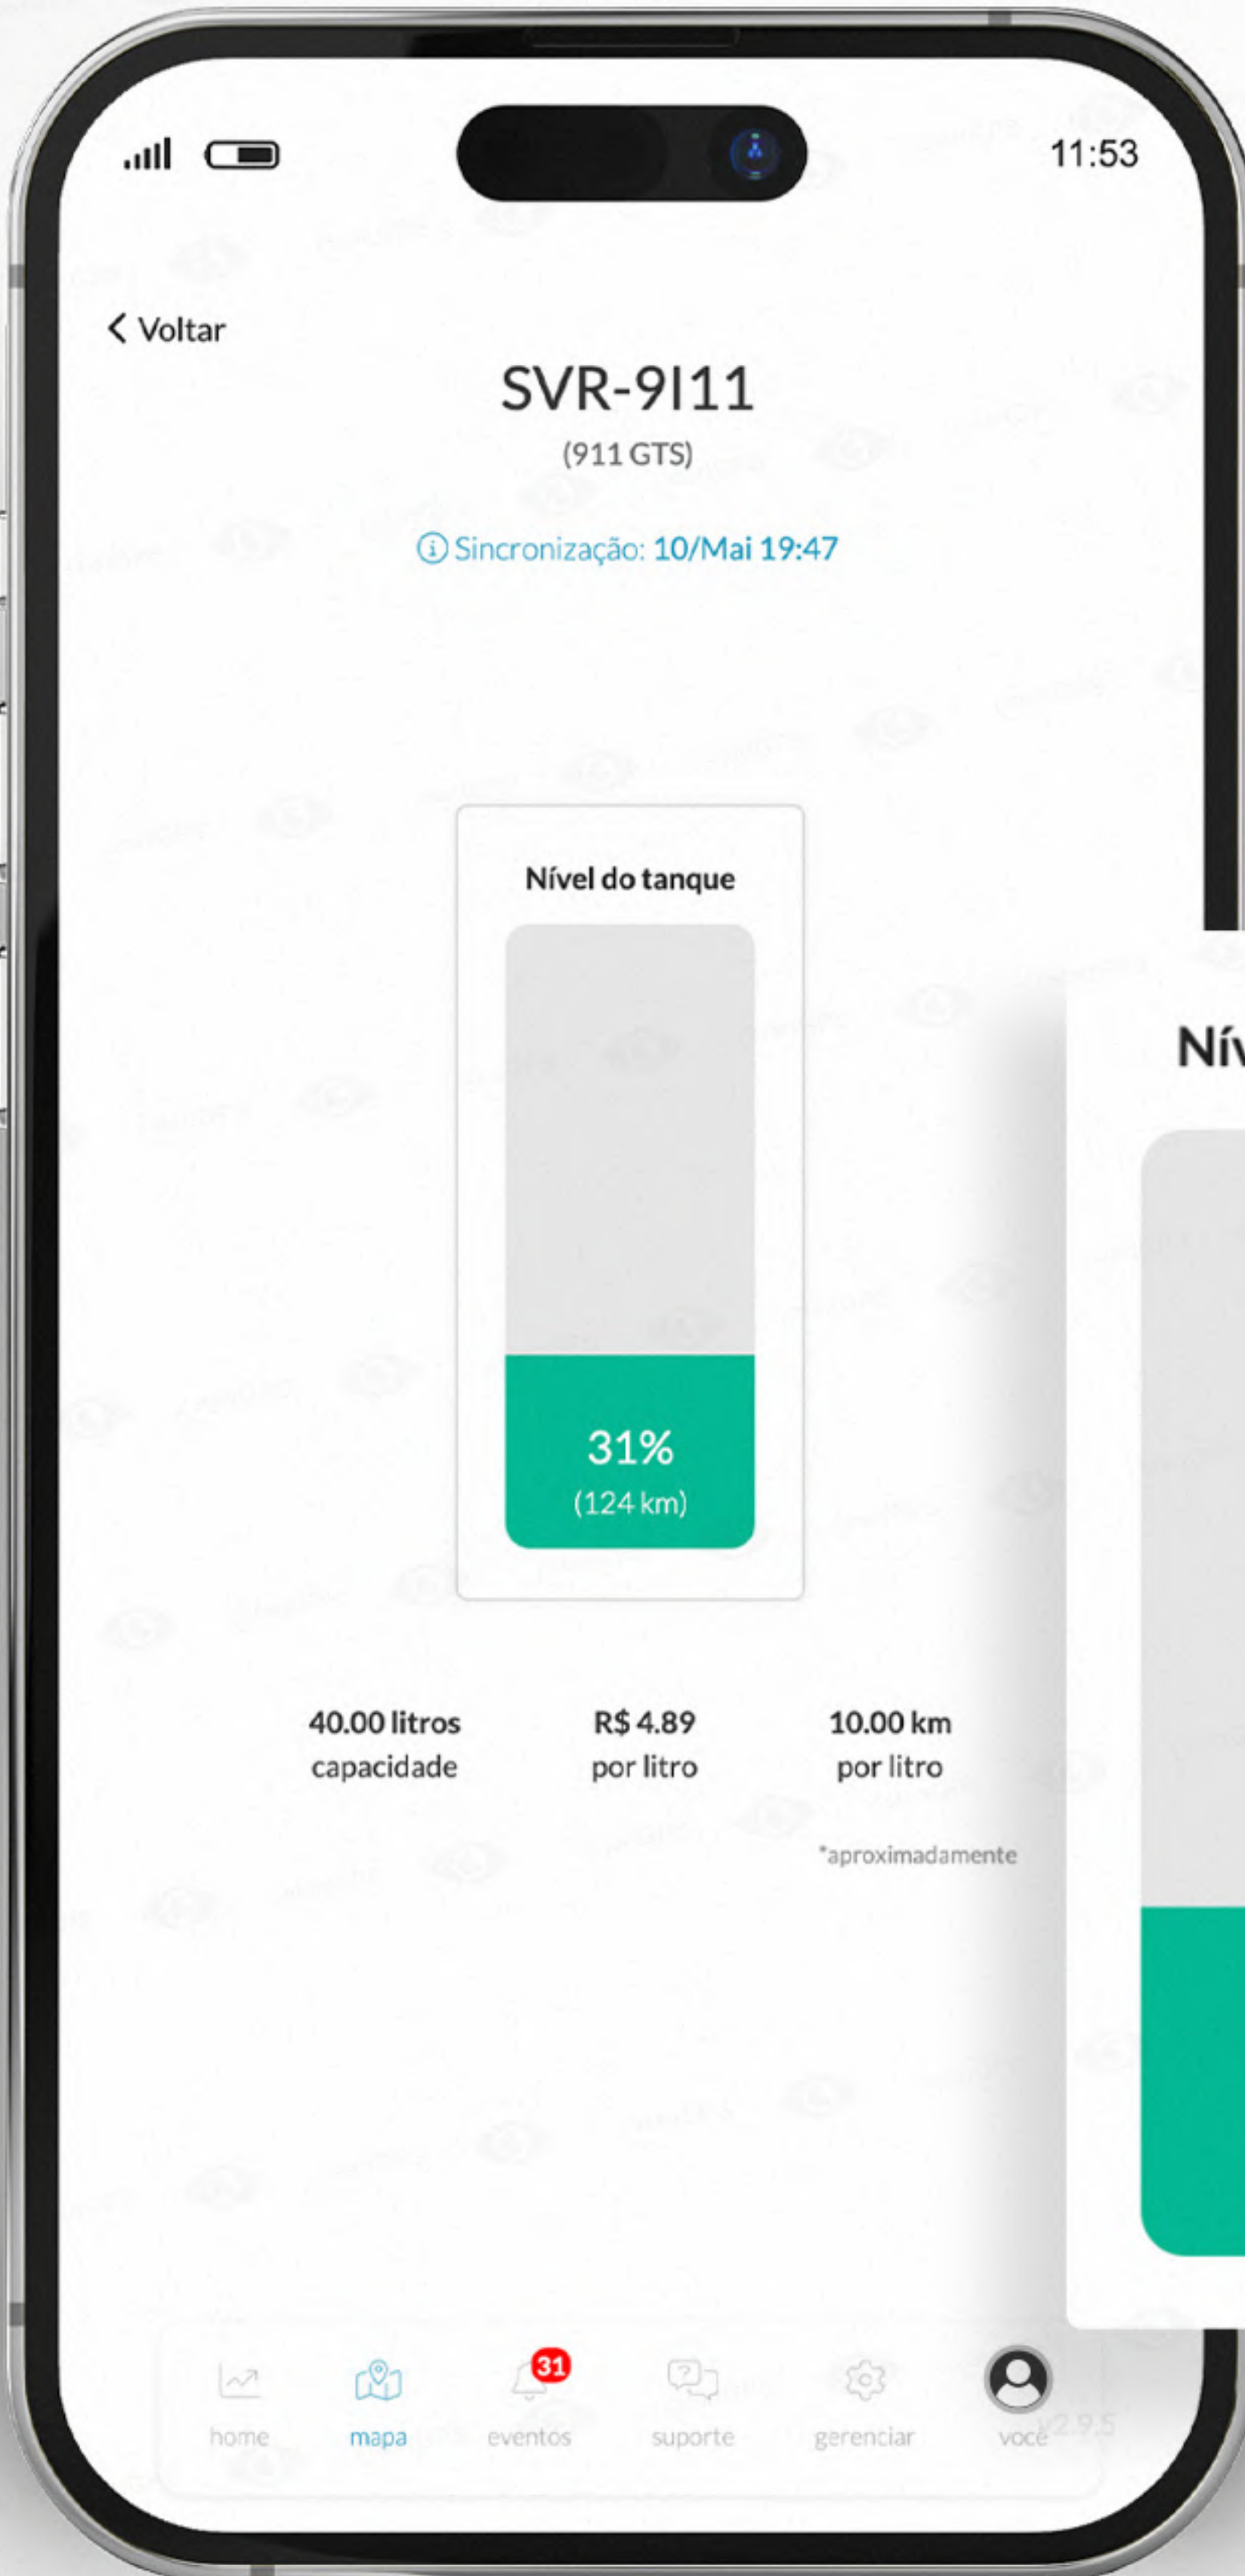 11:53
Voltar
SVR-9I11
(911 GTS)
Sincronização: 10/Mai 19:47
Nível do tanque
31%
(124 km)
40.00 litros
capacidade
R$ 4.89
por litro
10.00 km
por litro
*aproximadamente
31
home
mapa
eventos
suporte
gerenciar
você
v2.9.5